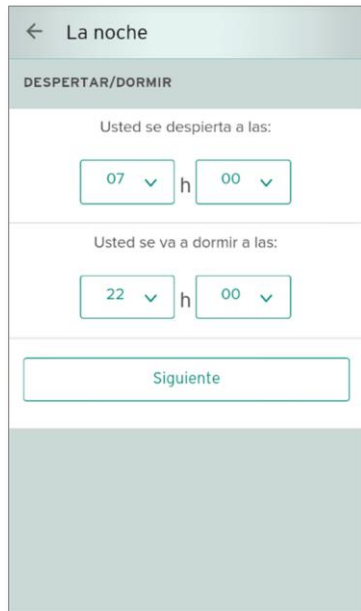 La noche
DESPERTAR/DORMIR
Usted se despierta a las:
07 h 00
Usted se va a dormir a las:
22 h 00
Siguiente